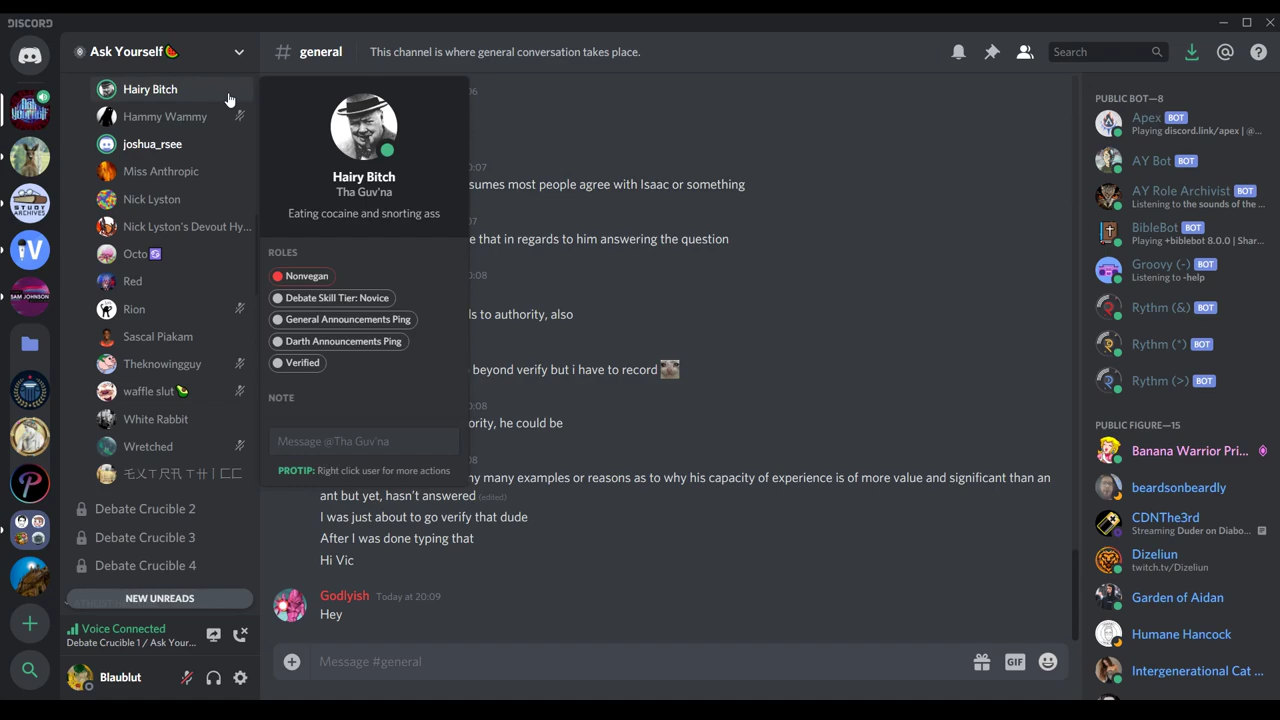 DISCORD
Ask Yourself🍉
# general
This channel is where general conversation takes place.
Search
Hairy Bitch
Hammy Wammy
joshua_rsee
Miss Anthropic
Nick Lyston
Nick Lyston's Devout Hy...
Octo
Red
Rion
Sascal Piakam
Theknowingguy
waffle slut 🥑
White Rabbit
Wretched
Debate Crucible 2
Debate Crucible 3
Debate Crucible 4
NEW UNREADS
Voice Connected
Debate Crucible 1 / Ask Your...
Blaublut
Hairy Bitch
Tha Guv'na
Eating cocaine and snorting ass
ROLES
Nonvegan
Debate Skill Tier: Novice
General Announcements Ping
Darth Announcements Ping
Verified
NOTE
Message @Tha Guv'na
PROTIP: Right click user for more actions
:06
0:07
sumes most people agree with Isaac or something
07
e that in regards to him answering the question
0:08
ls to authority, also
beyond verify but i have to record
0:08
ority, he could be
08
ny many examples or reasons as to why his capacity of experience is of more value and significant than an
ant but yet, hasn't answered (edited)
I was just about to go verify that dude
After I was done typing that
Hi Vic
Godlyish Today at 20:09
Hey
Message #general
GIF
PUBLIC BOT—8
Apex BOT
Playing discord.link/apex | @...
AY Bot BOT
AY Role Archivist BOT
Listening to the sounds of the ...
BibleBot BOT
Playing +biblebot 8.0.0 | Shar...
Groovy (-) BOT
Listening to -help
Rythm (&) BOT
Rythm (*) BOT
Rythm (>) BOT
PUBLIC FIGURE—15
Banana Warrior Pri...
beardsonbeardly
CDNThe3rd
Streaming Duder on Diabo...
Dizeliun
twitch.tv/Dizeliun
Garden of Aidan
Humane Hancock
Intergenerational Cat ...